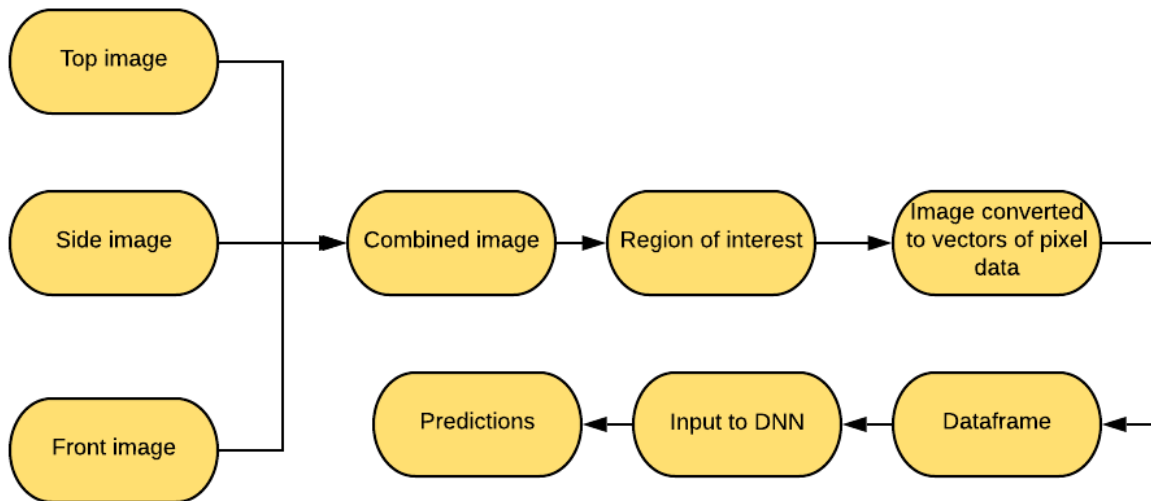 Top image
Side image
Front image
Combined image
Region of interest
Image converted
to vectors of pixel
data
Dataframe
Input to DNN
Predictions